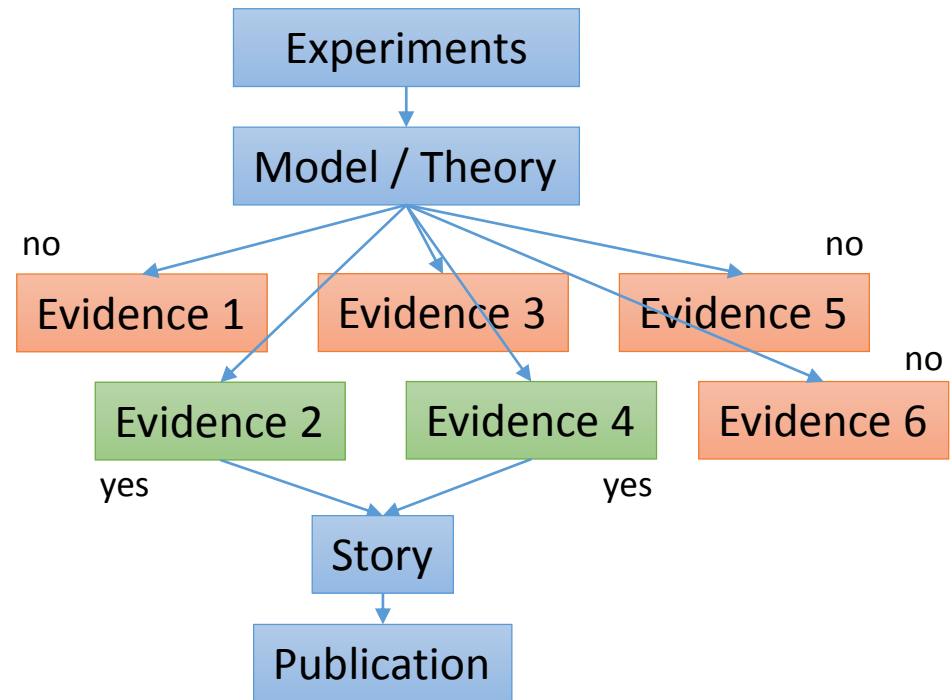 Experiments
Model / Theory
no
no
Evidence 1
Evidence 3
Evidence 5
no
Evidence 2
Evidence 4
Evidence 6
yes
yes
Story
Publication